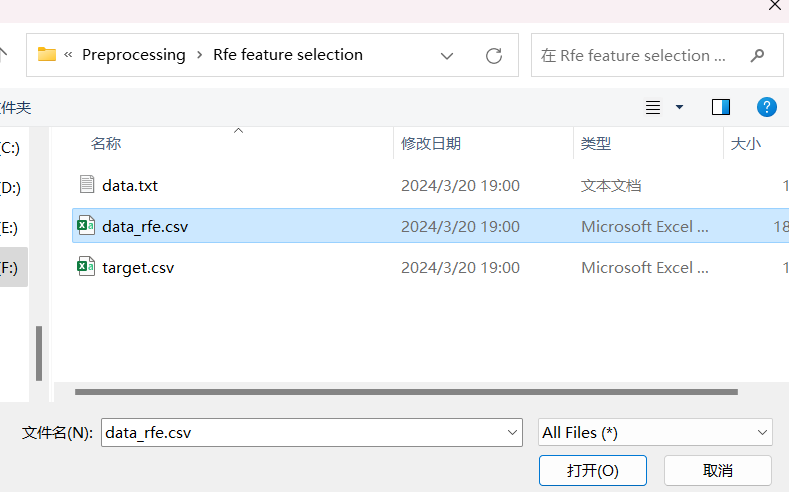 « Preprocessing › Rfe feature selection
在 Rfe feature selection ...
件夹
名称 修改日期 类型 大小
(C:)
data.txt 2024/3/20 19:00 文本文档 1
(D:)
data_rfe.csv 2024/3/20 19:00 Microsoft Excel ... 18
(E:)
target.csv 2024/3/20 19:00 Microsoft Excel ... 1
(F:)
文件名(N): data_rfe.csv All Files (*)
打开(O) 取消